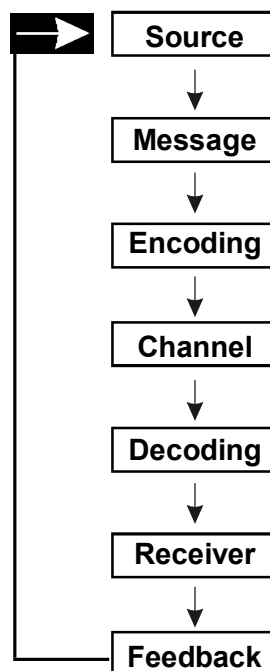 Source
Message
Encoding
Channel
Decoding
Receiver
Feedback